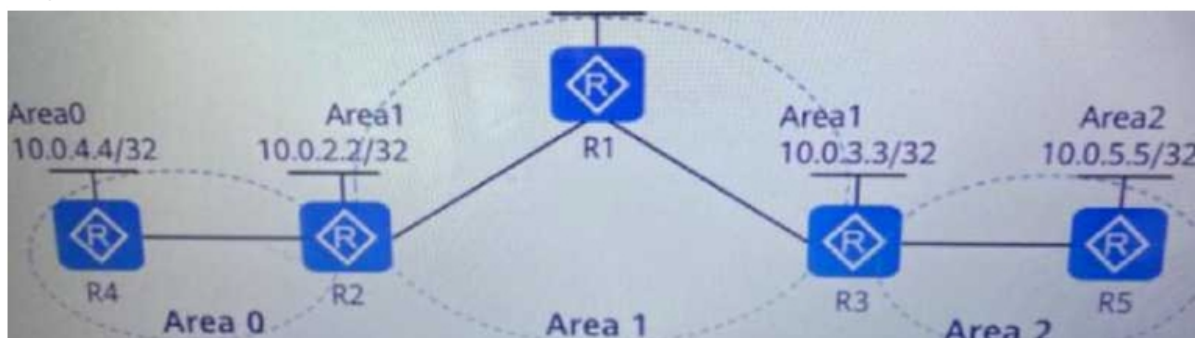 R
R1
Area0
10.0.4.4/32
Area1
10.0.2.2/32
Area1
10.0.3.3/32
Area2
10.0.5.5/32
R
R4
R
R2
R
R3
R
R5
Area 0
Area 1
Area 2